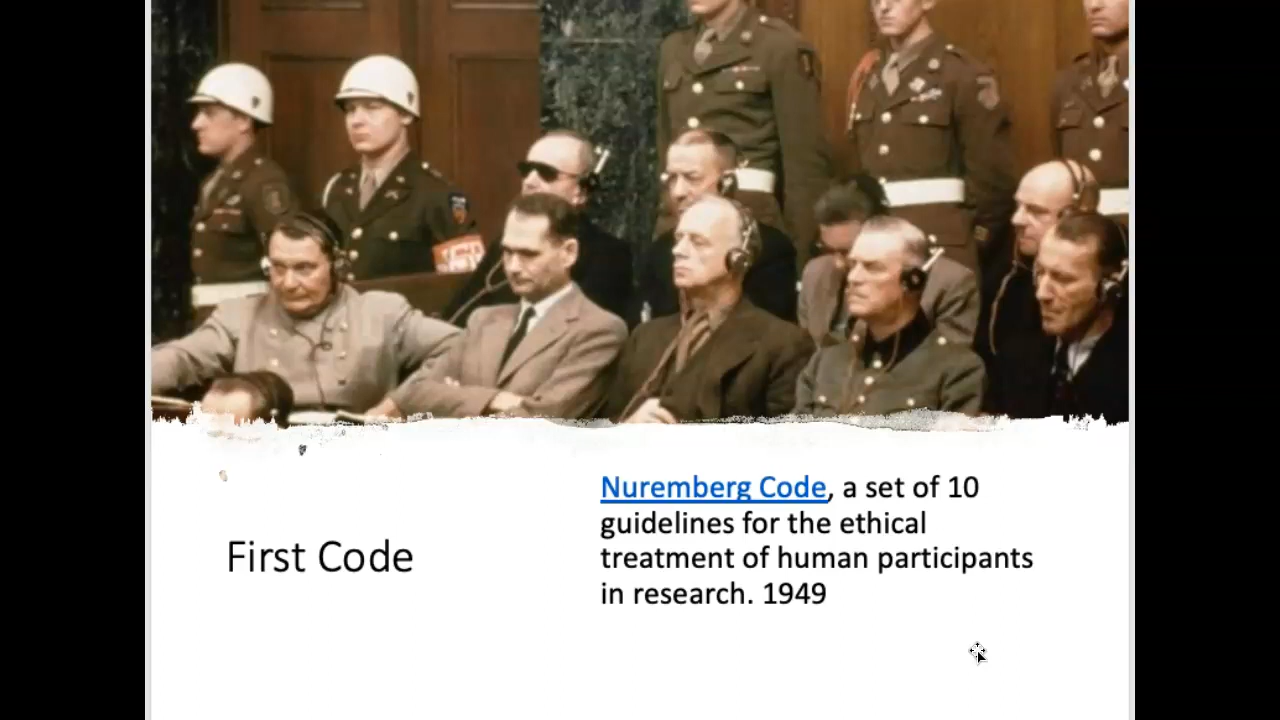 First Code
Nuremberg Code, a set of 10
guidelines for the ethical
treatment of human participants
in research. 1949